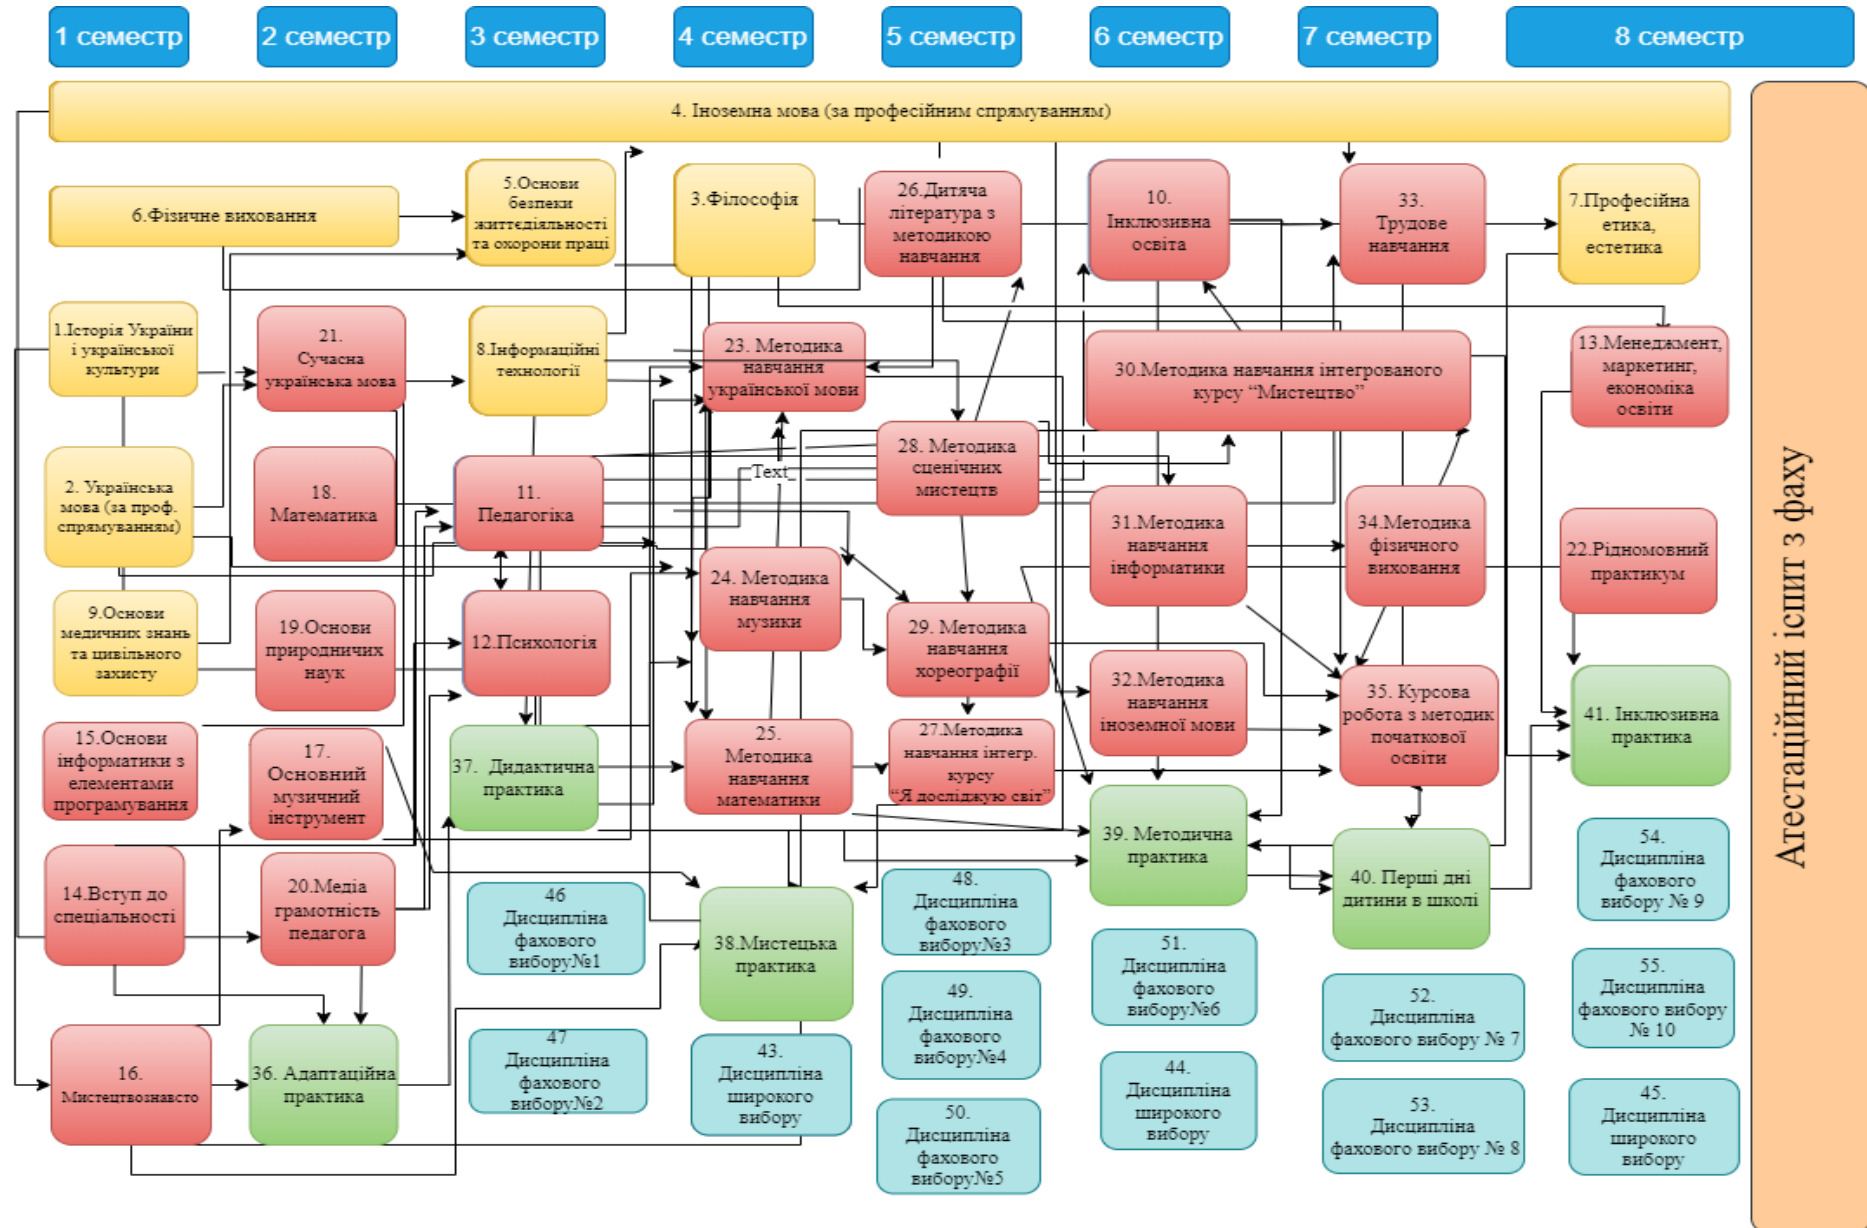 1 семестр
2 семестр
3 семестр
4 семестр
5 семестр
6 семестр
7 семестр
8 семестр
4. Іноземна мова (за професійним спрямуванням)
6.Фізичне виховання
5.Основи
безпеки
життєдіяльності
та охорони праці
3.Філософія
26.Дитяча
література з
методикою
навчання
10.
Інклюзивна
освіта
33.
Трудове
навчання
7.Професійна
етика,
естетика
1.Історія України
і української
культури
21.
Сучасна
українська мова
8.Інформаційні
технології
23. Методика
навчання
української мови
30.Методика навчання інтегрованого
курсу “Мистецтво”
13.Менеджмент,
маркетинг,
економіка
освіти
2. Українська
мова (за проф.
спрямуванням)
18.
Математика
11.
Педагогіка
Text
28. Методика
сценічних
мистецтв
31.Методика
навчання
інформатики
34.Методика
фізичного
виховання
22.Рідномовний
практикум
9.Основи
медичних знань
та цивільного
захисту
19.Основи
природничих
наук
12.Психологія
24. Методика
навчання
музики
29. Методика
навчання
хореографії
32.Методика
навчання
іноземної мови
35. Курсова
робота з методик
початкової
освіти
41. Інклюзивна
практика
15.Основи
інформатики з
елементами
програмування
17.
Основний
музичний
інструмент
37. Дидактична
практика
25.
Методика
навчання
математики
27.Методика
навчання інтегр.
курсу
“Я досліджую світ”
39. Методична
практика
40. Перші дні
дитини в школі
54.
Дисципліна
фахового
вибору № 9
14.Вступ до
спеціальності
20.Медіа
грамотність
педагога
46
Дисципліна
фахового
вибору№1
38.Мистецька
практика
48.
Дисципліна
фахового
вибору№3
51.
Дисципліна
фахового
вибору№6
52.
Дисципліна
фахового вибору № 7
55.
Дисципліна
фахового вибору
№ 10
16.
Мистецтвознавсто
36. Адаптаційна
практика
47
Дисципліна
фахового
вибору№2
43.
Дисципліна
широкого
вибору
49.
Дисципліна
фахового
вибору№4
50.
Дисципліна
фахового
вибору№5
44.
Дисципліна
широкого
вибору
53.
Дисципліна
фахового вибору № 8
45.
Дисципліна
широкого
вибору
Атестаційний іспит з фаху